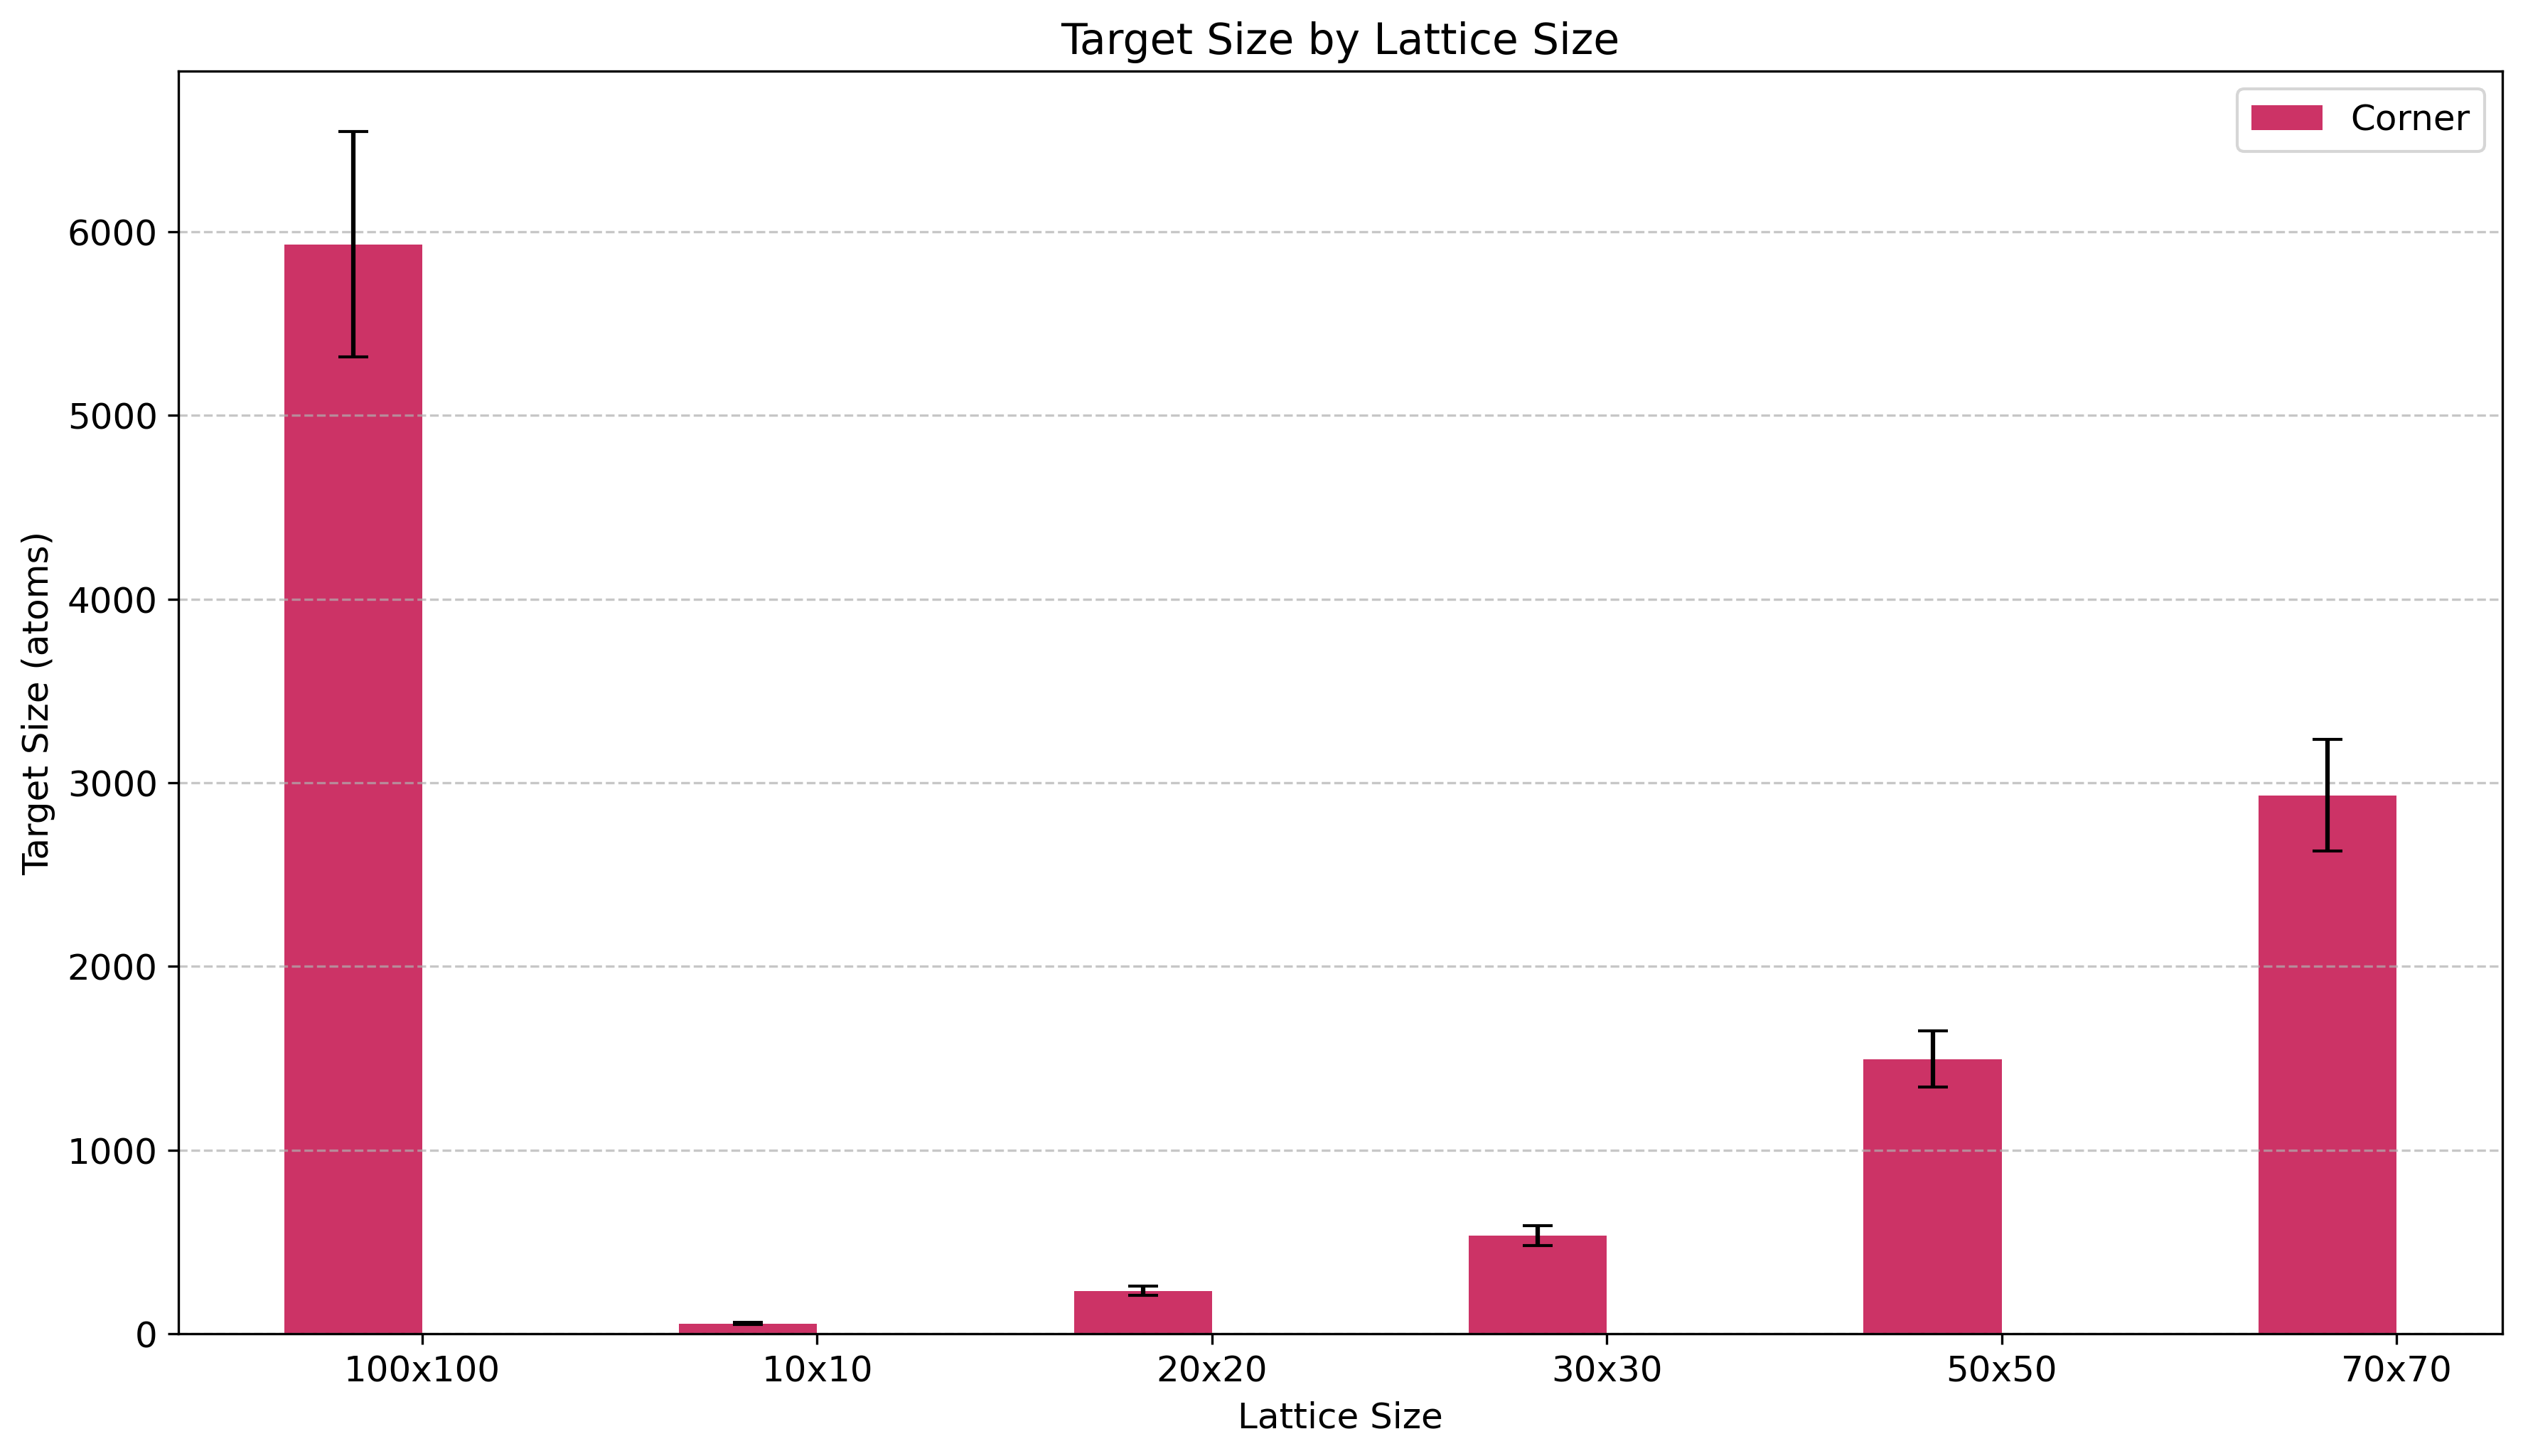 Target Size by Lattice Size
Corner
6000
5000
4000
3000
2000
1000
0
Target Size (atoms)
100x100 10x10 20x20 30x30 50x50 70x70
Lattice Size